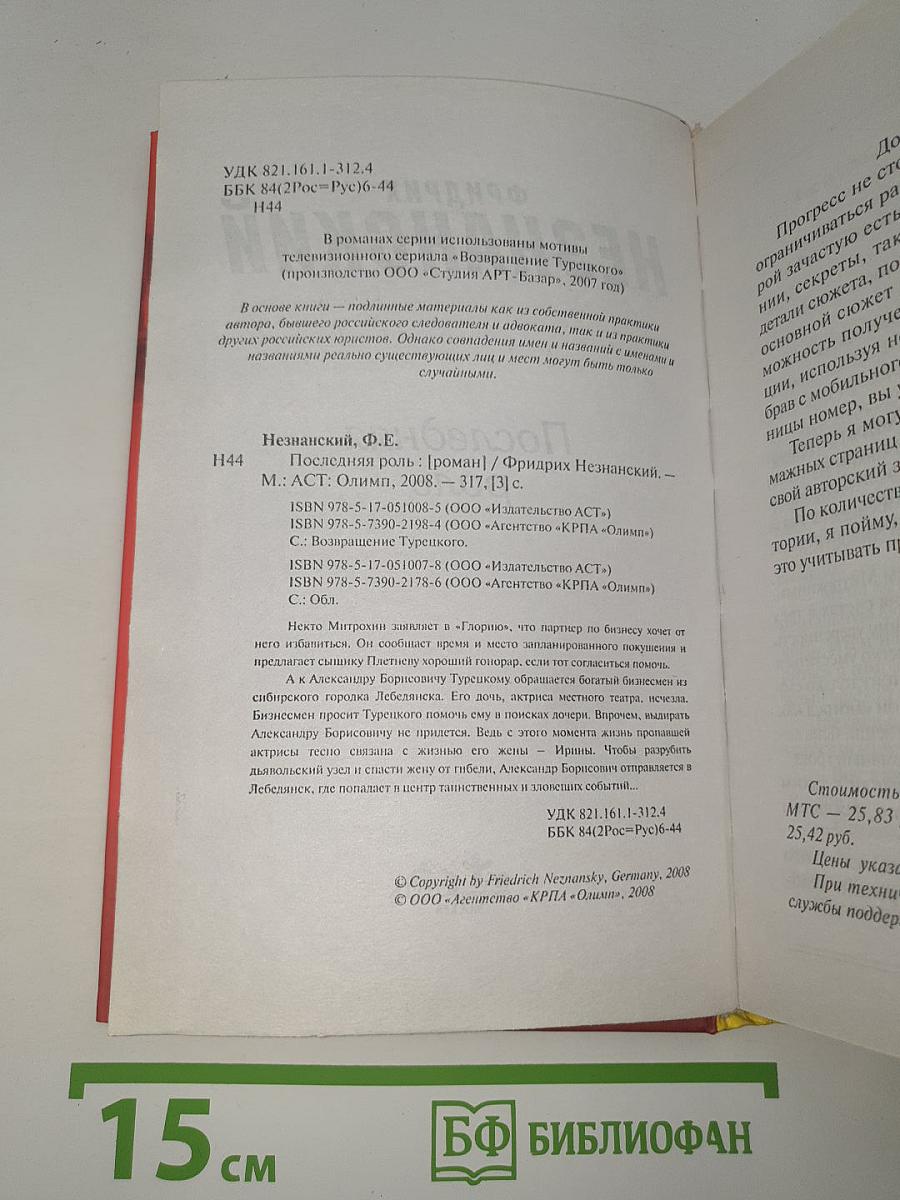 УДК 821.161.1-312.4
ББК 84(2Рос=Рус)6-44
Н44
В романах серии использованы мотивы
телевизионного сериала «Возвращение Турецкого»
(производство ООО «Студия АРТ-Базар», 2007 год)
В основе книги — подлинные материалы как из собственной практики
автора, бывшего российского следователя и адвоката, так и из практики
других российских юристов. Однако совпадения имен и названий с именами и
названиями реально существующих лиц и мест могут быть только
случайными.
Незнанский, Ф.Е.
Н44 Последняя роль : [роман] / Фридрих Незнанский. —
М.: АСТ: Олимп, 2008. — 317, [3] с.
ISBN 978-5-17-051008-5 (ООО «Издательство АСТ»)
ISBN 978-5-7390-2198-4 (ООО «Агентство «КРПА «Олимп»)
С.: Возвращение Турецкого.
ISBN 978-5-17-051007-8 (ООО «Издательство АСТ»)
ISBN 978-5-7390-2178-6 (ООО «Агентство «КРПА «Олимп»)
С.: Обл.
Некто Митрохин заявляет в «Глорию», что партнер по бизнесу хочет от
него избавиться. Он сообщает время и место запланированного покушения и
предлагает сыщику Плетневу хороший гонорар, если тот согласиться помочь.
А к Александру Борисовичу Турецкому обращается богатый бизнесмен из
сибирского городка Лебедянска. Его дочь, актриса местного театра, исчезла.
Бизнесмен просит Турецкого помочь ему в поисках дочери. Впрочем, выбирать
Александру Борисовичу не придется. Ведь с этого момента жизнь пропавшей
актрисы тесно связана с жизнью его жены – Ирины. Чтобы разрубить
дьявольский узел и спасти жену от гибели, Александр Борисович отправляется в
Лебедянск, где попадает в центр таинственных и зловещих событий...
УДК 821.161.1-312.4
ББК 84(2Рос=Рус)6-44
© Copyright by Friedrich Neznansky, Germany, 2008
© ООО «Агентство «КРПА «Олимп», 2008
До
Прогресс не сто
ограничиваться ра
рой зачастую есть
нии, секреты, так
детали сюжета, по
основной сюжет
можность получе
ции, используя не
брав с мобильного
ницы номер, вы у
Теперь я могу
мажных страниц
свой авторский з
По количеств
тории, я пойму,
это учитывать пр
Стоимость
МТС — 25,83
25,42 руб.
Цены указа
При техни
службы поддер
15 см
БФ БИБЛИОФАН